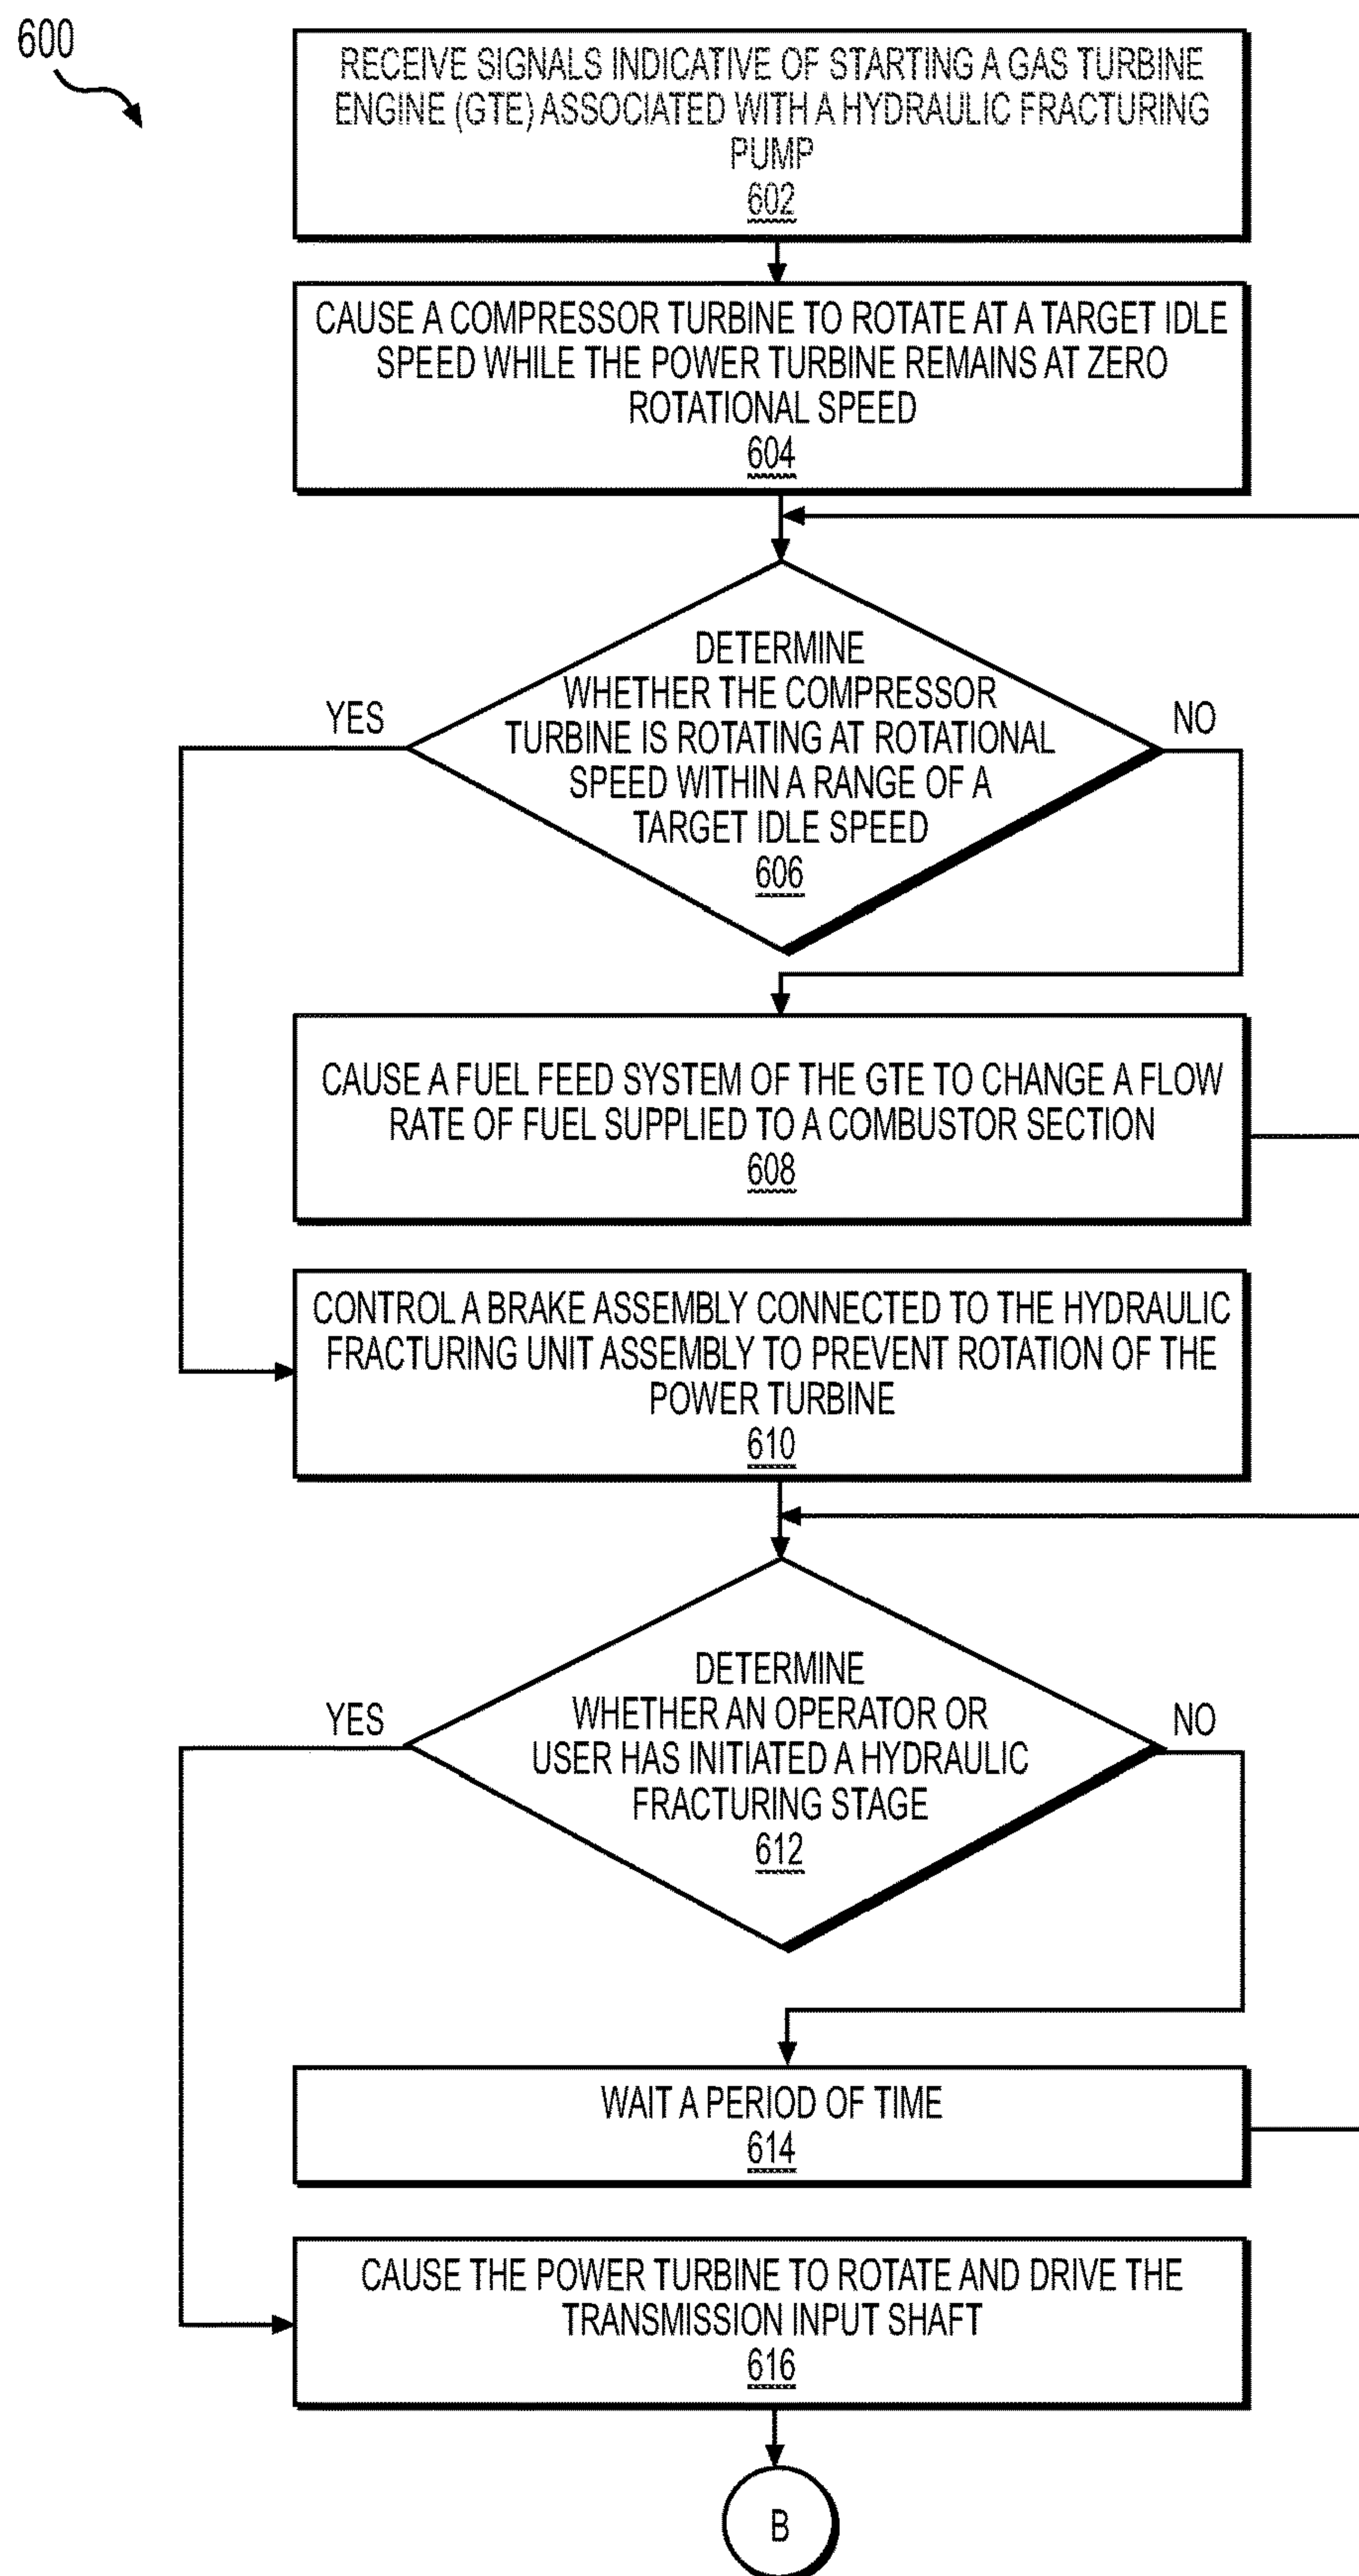 600
RECEIVE SIGNALS INDICATIVE OF STARTING A GAS TURBINE
ENGINE (GTE) ASSOCIATED WITH A HYDRAULIC FRACTURING
PUMP
602
CAUSE A COMPRESSOR TURBINE TO ROTATE AT A TARGET IDLE
SPEED WHILE THE POWER TURBINE REMAINS AT ZERO
ROTATIONAL SPEED
604
DETERMINE
WHETHER THE COMPRESSOR
TURBINE IS ROTATING AT ROTATIONAL
SPEED WITHIN A RANGE OF A
TARGET IDLE SPEED
606
YES
NO
CAUSE A FUEL FEED SYSTEM OF THE GTE TO CHANGE A FLOW
RATE OF FUEL SUPPLIED TO A COMBUSTOR SECTION
608
CONTROL A BRAKE ASSEMBLY CONNECTED TO THE HYDRAULIC
FRACTURING UNIT ASSEMBLY TO PREVENT ROTATION OF THE
POWER TURBINE
610
DETERMINE
WHETHER AN OPERATOR OR
USER HAS INITIATED A HYDRAULIC
FRACTURING STAGE
612
YES
NO
WAIT A PERIOD OF TIME
614
CAUSE THE POWER TURBINE TO ROTATE AND DRIVE THE
TRANSMISSION INPUT SHAFT
616
B